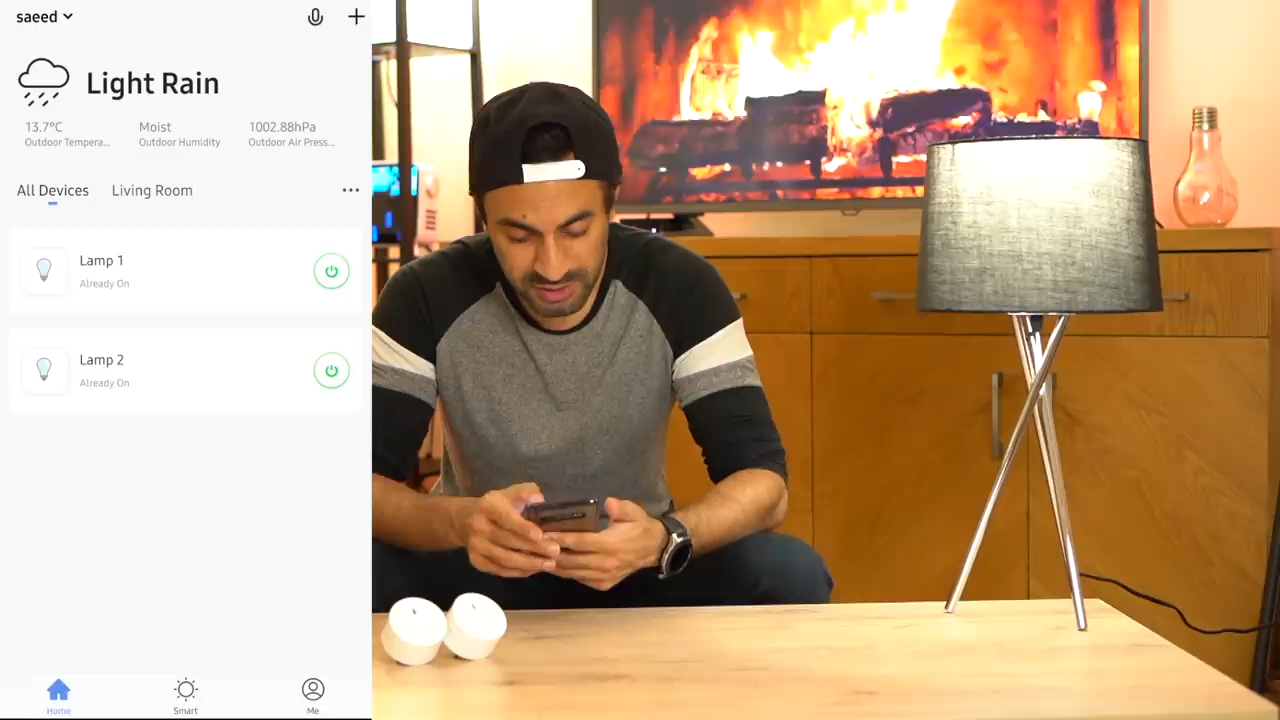 saeed
Light Rain
13.7°C Moist 1002.88hPa
Outdoor Tempera... Outdoor Humidity Outdoor Air Press...
All Devices Living Room
Lamp 1
Already On
Lamp 2
Already On
Home Smart Me